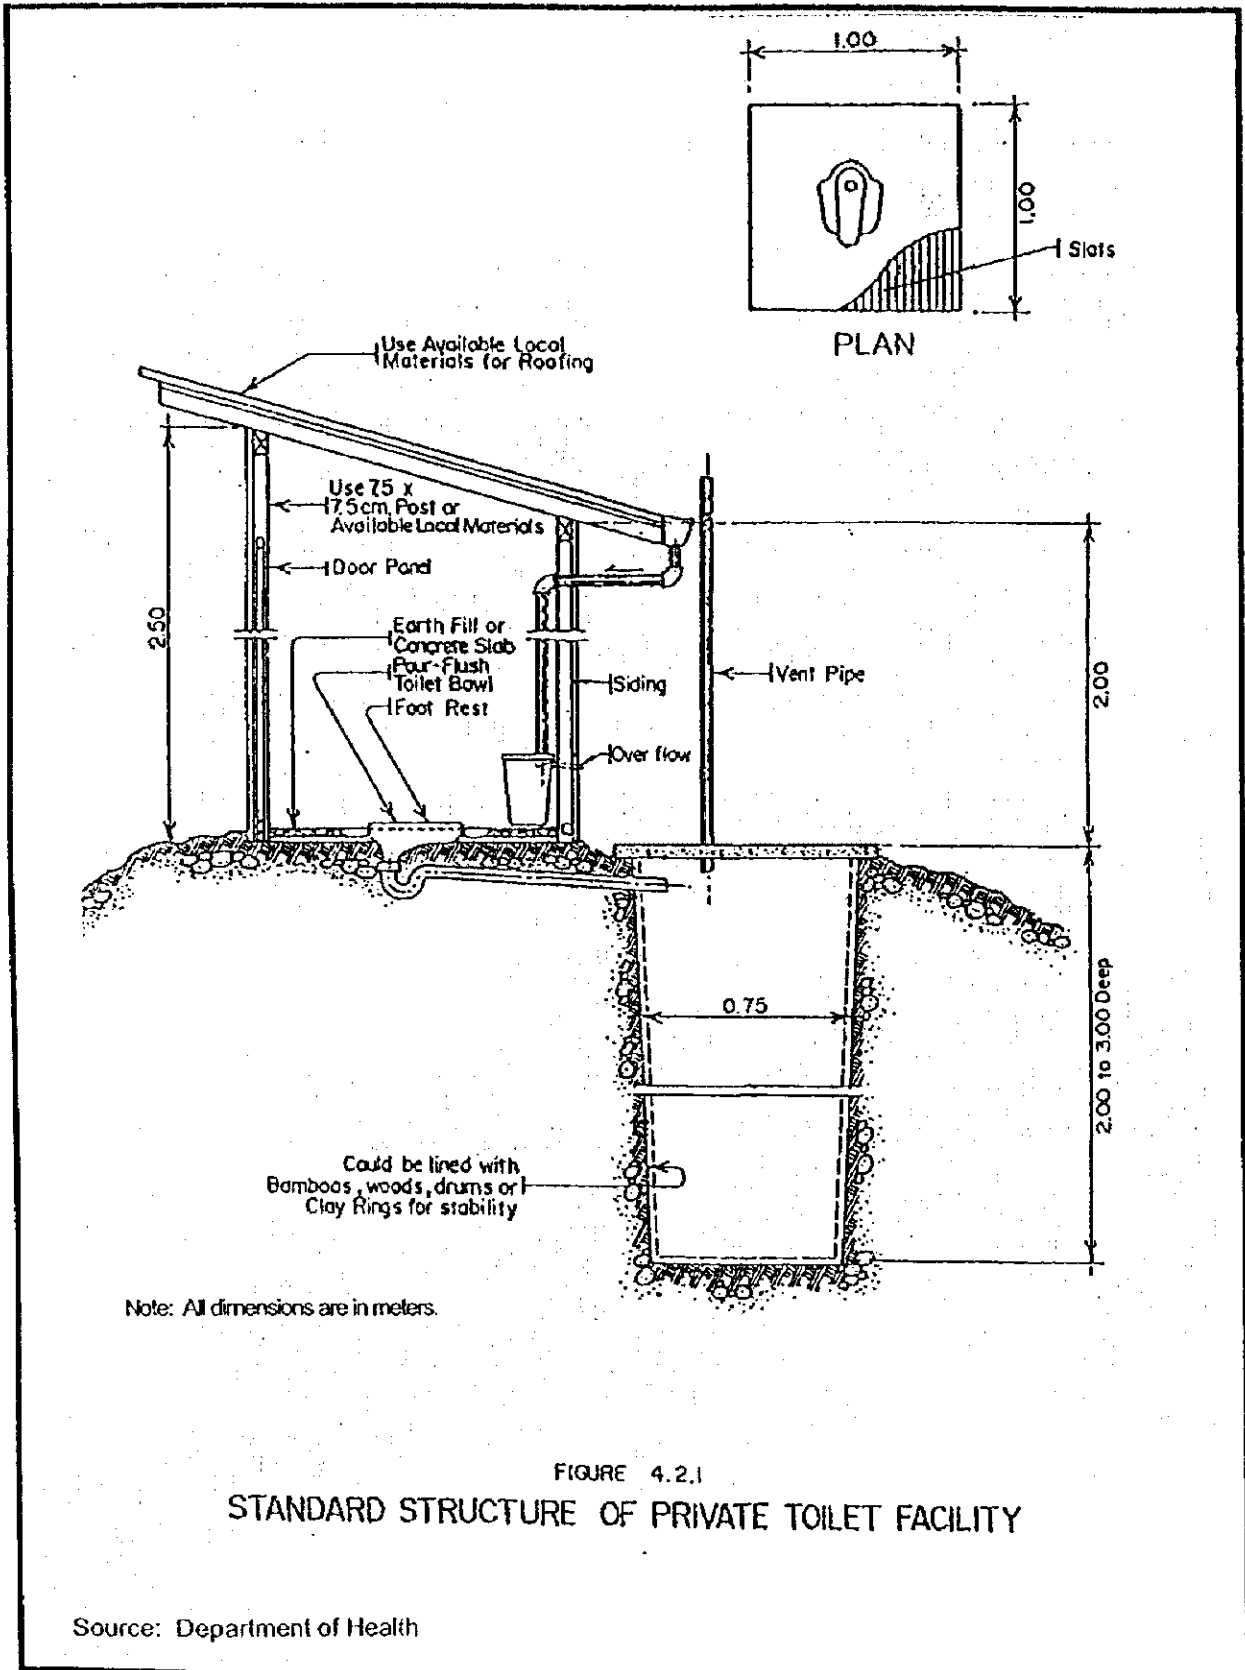 1.00
1.00
Slats
PLAN
Use Available Local
Materials for Roofing
Use 7.5 x
7.5cm. Post or
Available Local Materials
Door Panel
2.50
Earth Fill or
Concrete Slab
Pour-Flush
Toilet Bowl
Foot Rest
Siding
Over flow
Vent Pipe
2.00
0.75
2.00 to 3.00 Deep
Could be lined with
Bamboos, woods, drums or
Clay Rings for stability
Note: All dimensions are in meters.
FIGURE 4.2.1
STANDARD STRUCTURE OF PRIVATE TOILET FACILITY
Source: Department of Health